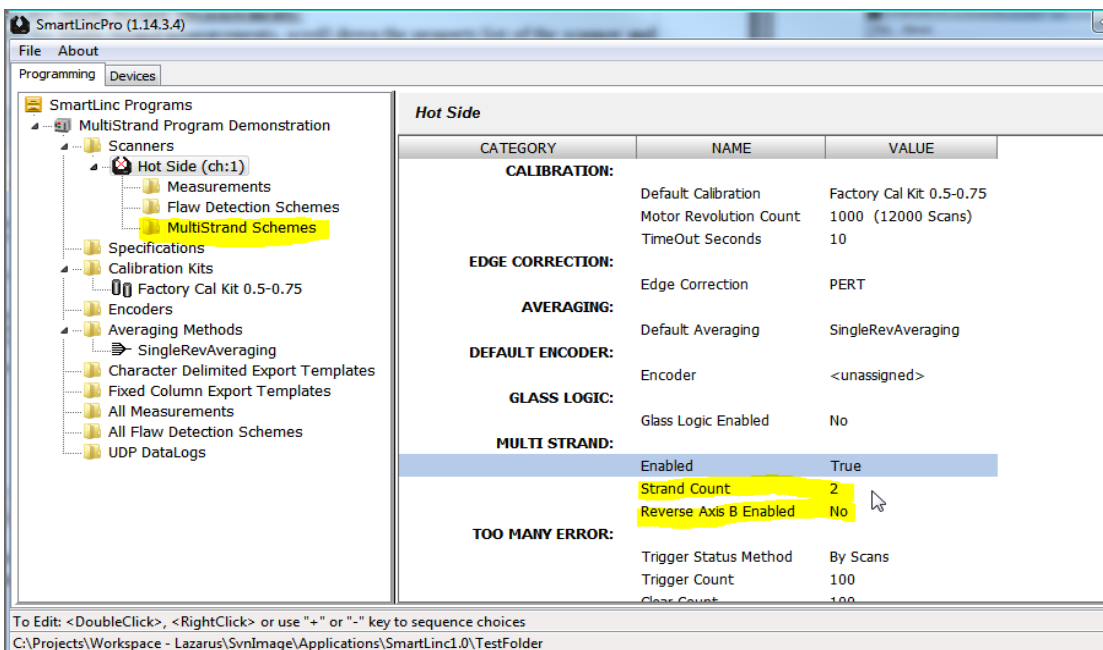 SmartLincPro (1.14.3.4)
File About
Programming Devices
SmartLinc Programs
MultiStrand Program Demonstration
Scanners
Hot Side (ch:1)
Measurements
Flaw Detection Schemes
MultiStrand Schemes
Specifications
Calibration Kits
Factory Cal Kit 0.5-0.75
Encoders
Averaging Methods
SingleRevAveraging
Character Delimited Export Templates
Fixed Column Export Templates
All Measurements
All Flaw Detection Schemes
UDP DataLogs
Hot Side
CATEGORY NAME VALUE
CALIBRATION:
Default Calibration Factory Cal Kit 0.5-0.75
Motor Revolution Count 1000 (12000 Scans)
TimeOut Seconds 10
EDGE CORRECTION:
Edge Correction PERT
AVERAGING:
Default Averaging SingleRevAveraging
DEFAULT ENCODER:
Encoder <unassigned>
GLASS LOGIC:
Glass Logic Enabled No
MULTI STRAND:
Enabled True
Strand Count 2
Reverse Axis B Enabled No
TOO MANY ERROR:
Trigger Status Method By Scans
Trigger Count 100
Clear Count 100
To Edit: <DoubleClick>, <RightClick> or use "+" or "-" key to sequence choices
C:\Projects\Workspace - Lazarus\SvnImage\Applications\SmartLinc1.0\TestFolder